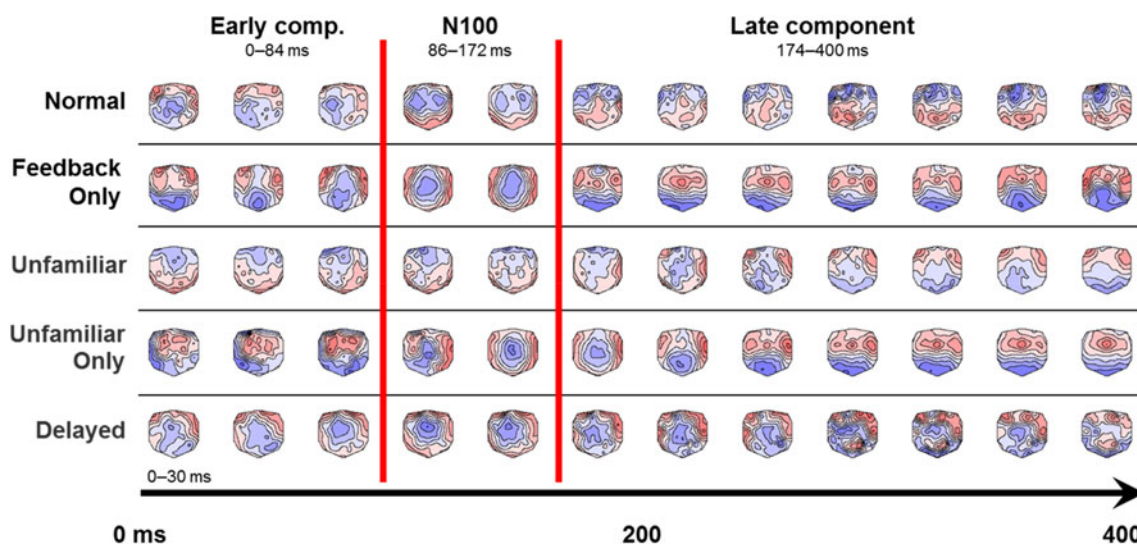 Early comp.
0–84 ms
N100
86–172 ms
Late component
174–400 ms
Normal
Feedback
Only
Unfamiliar
Unfamiliar
Only
Delayed
0–30 ms
0 ms
200
400